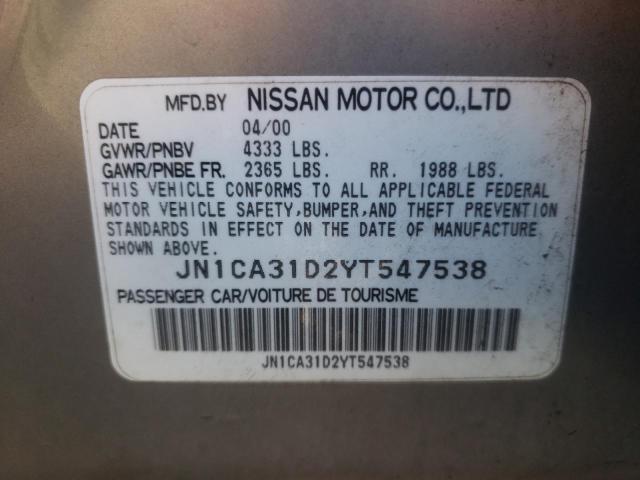 MFD.BY NISSAN MOTOR CO.,LTD
DATE 04/00
GVWR/PNBV 4333 LBS.
GAWR/PNBE FR. 2365 LBS. RR. 1988 LBS.
THIS VEHICLE CONFORMS TO ALL APPLICABLE FEDERAL
MOTOR VEHICLE SAFETY,BUMPER,AND THEFT PREVENTION
STANDARDS IN EFFECT ON THE DATE OF MANUFACTURE
SHOWN ABOVE.
JN1CA31D2YT547538
PASSENGER CAR/VOITURE DE TOURISME
JN1CA31D2YT547538